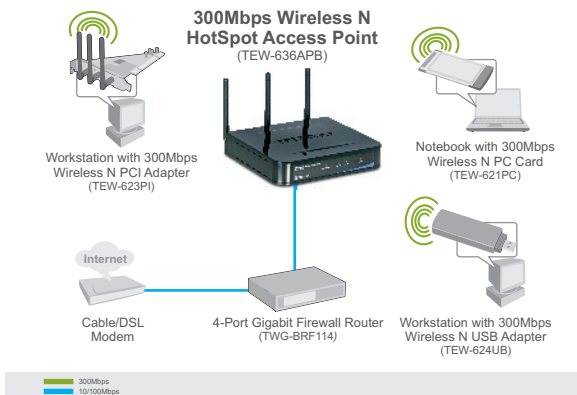 300Mbps Wireless N
HotSpot Access Point
(TEW-636APB)
Workstation with 300Mbps
Wireless N PCI Adapter
(TEW-623PI)
Notebook with 300Mbps
Wireless N PC Card
(TEW-621PC)
Internet
Cable/DSL
Modem
4-Port Gigabit Firewall Router
(TWG-BRF114)
Workstation with 300Mbps
Wireless N USB Adapter
(TEW-624UB)
300Mbps
10/100Mbps